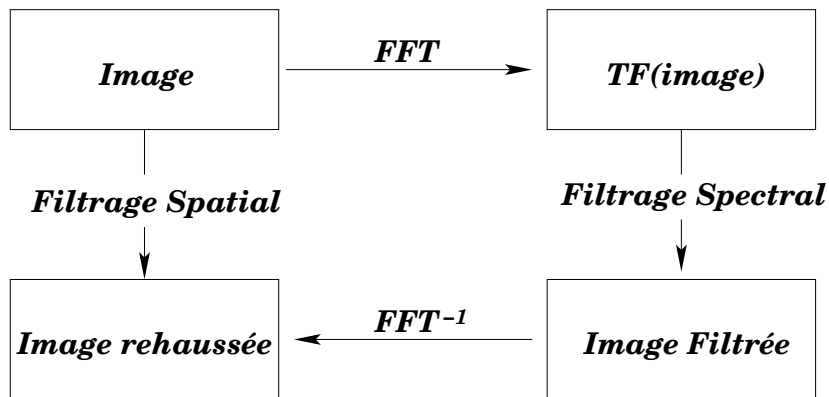 Image
FFT
TF(image)
Filtrage Spatial
Filtrage Spectral
Image rehaussée
FFT⁻¹
Image Filtrée